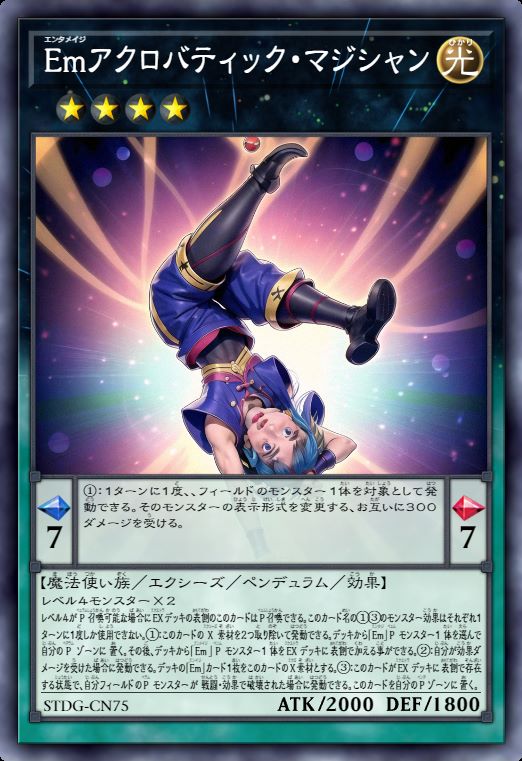 エンタメイジ
Emアクロバティック・マジシャン
ひかり
光
①:1ターンに1度、、フィールドのモンスター1体を対象として発
動できる。そのモンスターの表示形式を変更する、お互いに300
ダメージを受ける。
7
7
【魔法使い族／エクシーズ／ペンデュラム／効果】
レベル4モンスター×2
レベル4がP召喚可能な場合にEXデッキの表側のこのカードはP召喚できる。このカード名の①③のモンスター効果はそれぞれ1
ターンに1度しか使用できない。①:このカードのX素材を2つ取り除いて発動できる。デッキから「Em」Pモンスター1体を選んで
自分のPゾーンに置く。その後、デッキから「Em」Pモンスター1体をEXデッキに表側で加える事ができる。②:自分が効果ダ
メージを受けた場合に発動できる。デッキの「Em」カード1枚をこのカードのX素材とする。③:このカードがEXデッキに表側で存在
する状態で、自分フィールドのPモンスターが戦闘・効果で破壊された場合に発動できる。このカードを自分のPゾーンに置く。
STDG-CN75
ATK/2000 DEF/1800